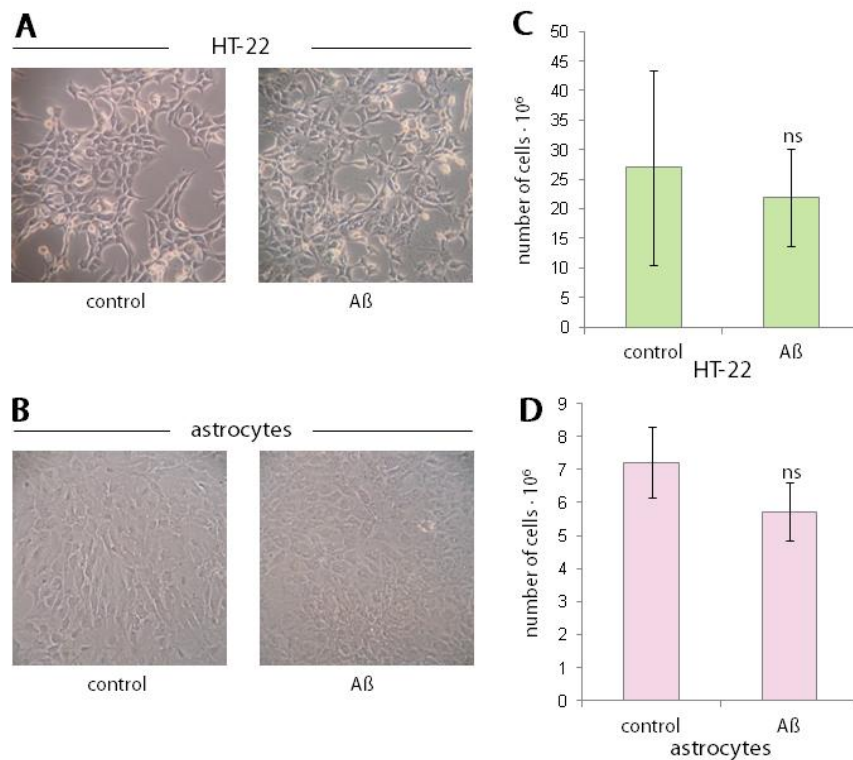 A
HT-22
control
Aß
B
astrocytes
control
Aß
C
number of cells · 10⁶
50
45
40
35
30
25
20
15
10
5
0
ns
control
Aß
HT-22
D
number of cells · 10⁶
9
8
7
6
5
4
3
2
1
0
ns
control
Aß
astrocytes